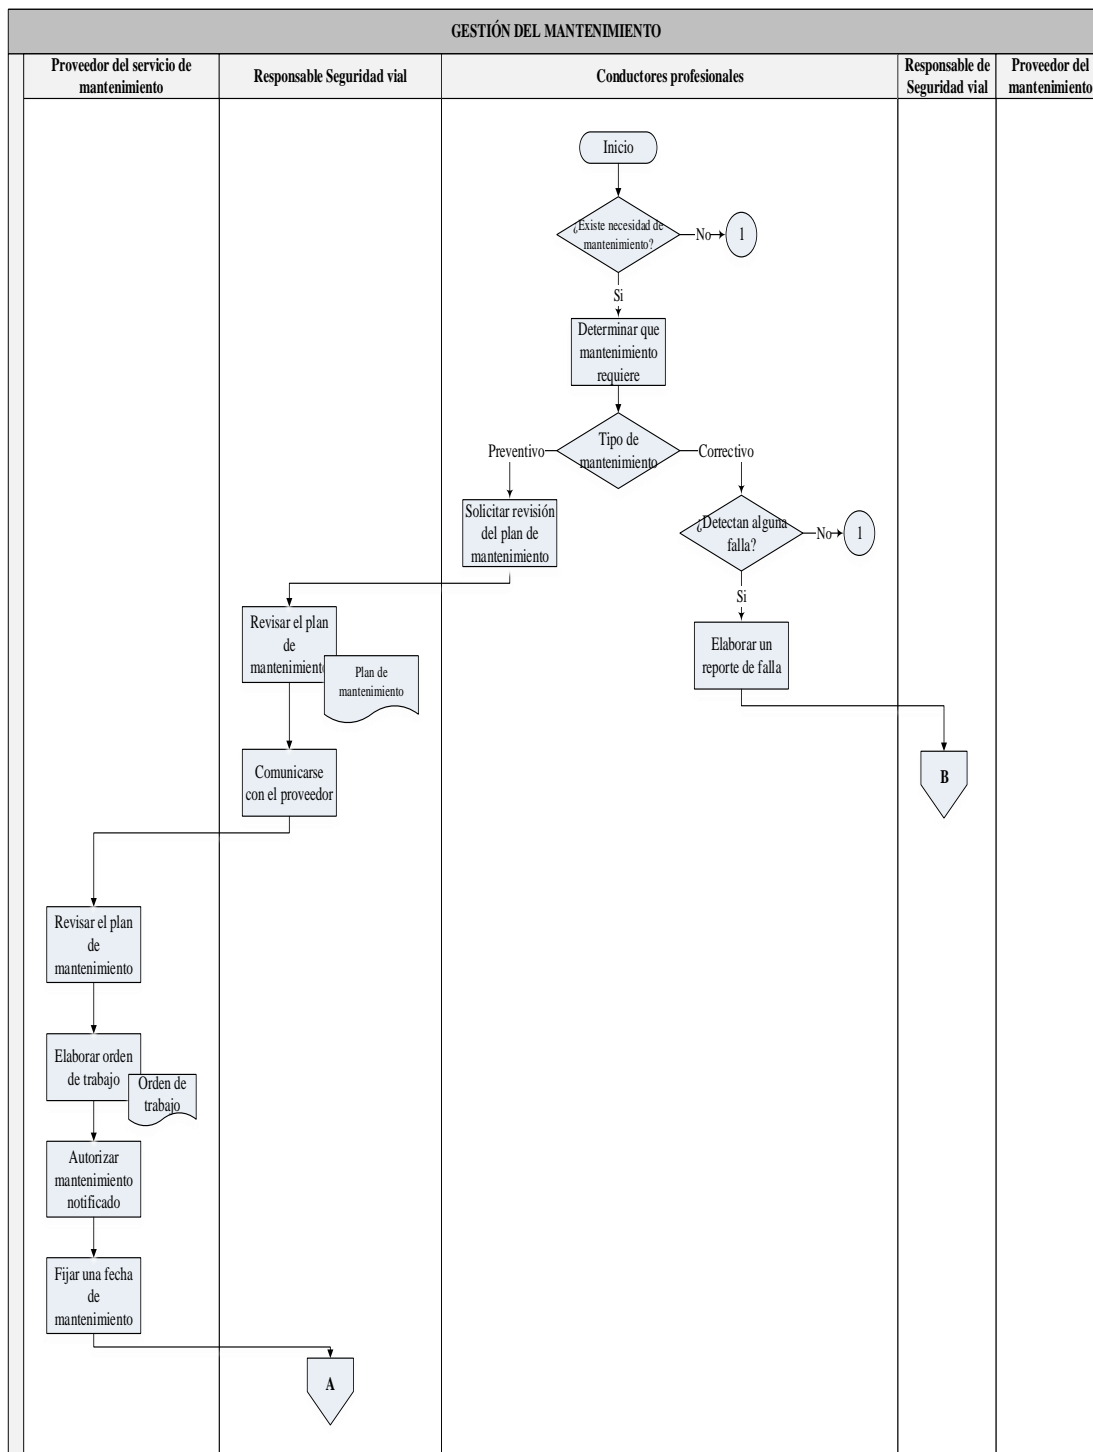 GESTIÓN DEL MANTENIMIENTO
Proveedor del servicio de
mantenimiento
Responsable Seguridad vial
Conductores profesionales
Responsable de
Seguridad vial
Proveedor del
mantenimiento
Inicio
¿Existe necesidad de
mantenimiento?
No
1
Si
Determinar que
mantenimiento
requiere
Tipo de
mantenimiento
Preventivo
Correctivo
Solicitar revisión
del plan de
mantenimiento
¿Detectan alguna
falla?
No
1
Si
Elaborar un
reporte de falla
B
Revisar el plan
de
mantenimiento
Plan de
mantenimiento
Comunicarse
con el proveedor
Revisar el plan
de
mantenimiento
Elaborar orden
de trabajo
Orden de
trabajo
Autorizar
mantenimiento
notificado
Fijar una fecha
de
mantenimiento
A